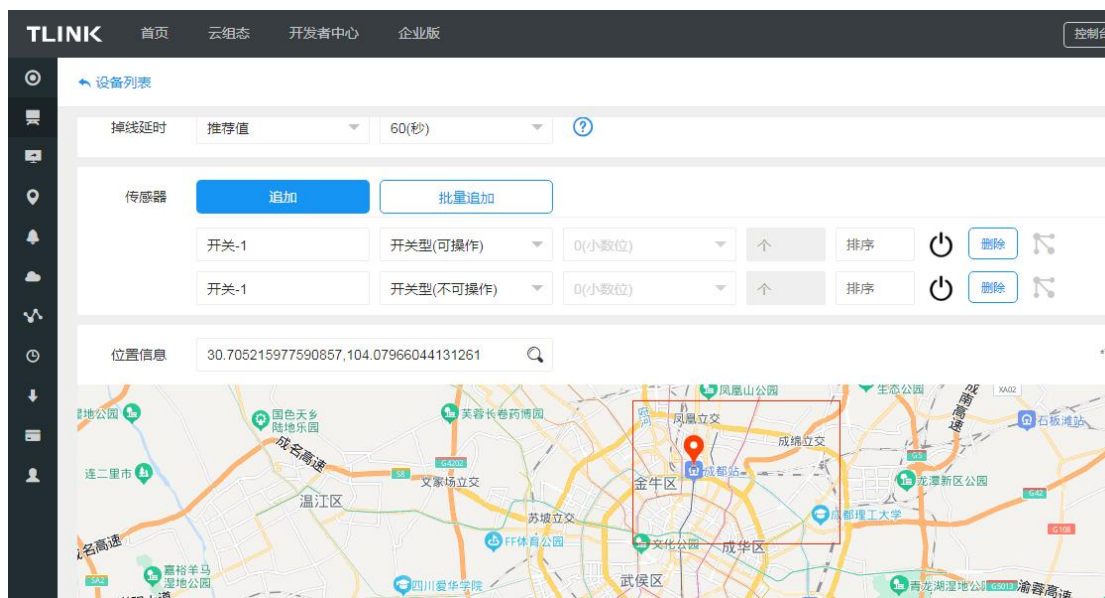 TLINK 首页 云组态 开发者中心 企业版 控制台
设备列表
掉线延时 推荐值 60(秒) ?
传感器 追加 批量追加
开关-1 开关型(可操作) 0(小数位) 个 排序 删除
开关-1 开关型(不可操作) 0(小数位) 个 排序 删除
位置信息 30.705215977590857,104.07966044131261
凤凰山公园
生态公园
XA02
成南高速
湿地公园
国色天乡
陆地乐园
芙蓉长卷药博园
府河
凤凰立交
石板滩站
成名高速
成绵立交
G4202
G5
连二里市
S8
文家场立交
成都站
金牛区
龙潭新区公园
温江区
G42
苏坡立交
成都理工大学
G108
名高速
FF体育公园
文化公园
成华区
嘉裕羊马
湿地公园
SA2
四川爱华学院
武侯区
青龙湖湿地公
G5013
渝蓉高速